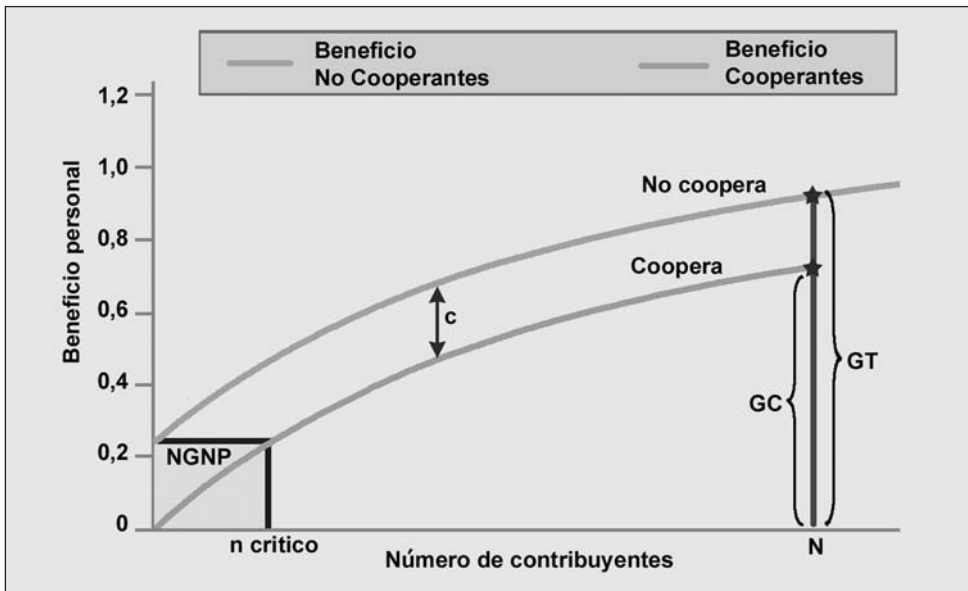 Beneficio
No Cooperantes
Beneficio
Cooperantes
Beneficio personal
1,2
1,0
0,8
0,6
0,4
0,2
0
No coopera
Coopera
c
GT
GC
NGNP
n critico
N
Número de contribuyentes